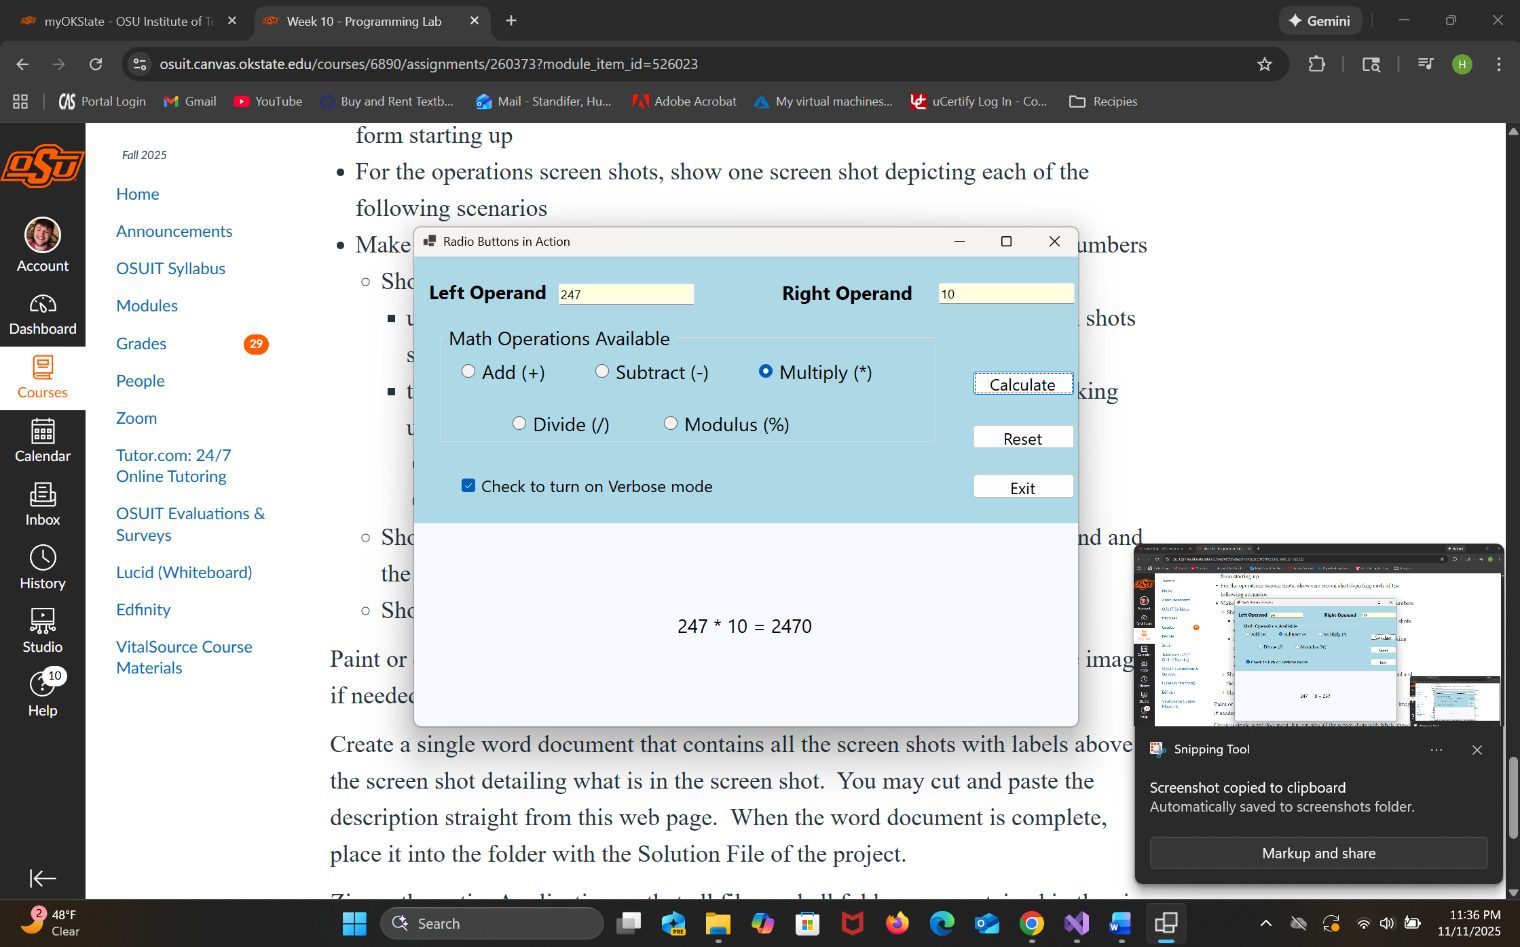 myOKState - OSU Institute of Te
Week 10 - Programming Lab
Gemini
osuit.canvas.okstate.edu/courses/6890/assignments/260373?module_item_id=526023
H
CAS Portal Login
Gmail
YouTube
Buy and Rent Textb...
Mail - Standifer, Hu...
Adobe Acrobat
My virtual machines...
uCertify Log In - Co...
Recipies
OSU
Account
Dashboard
Courses
Calendar
Inbox
History
Studio
10
Help
Fall 2025
Home
Announcements
OSUIT Syllabus
Modules
Grades
29
People
Zoom
Tutor.com: 24/7
Online Tutoring
OSUIT Evaluations &
Surveys
Lucid (Whiteboard)
Edfinity
VitalSource Course
Materials
form starting up
For the operations screen shots, show one screen shot depicting each of the
following scenarios
Make
umbers
Sho
u
shots
s
t
king
u
Sho
nd and
the
Sho
Paint or
imag
if needed
Radio Buttons in Action
Left Operand 247
Right Operand 10
Math Operations Available
Add (+)
Subtract (-)
Multiply (*)
Divide (/)
Modulus (%)
Calculate
Reset
Exit
Check to turn on Verbose mode
247 * 10 = 2470
Create a single word document that contains all the screen shots with labels above
the screen shot detailing what is in the screen shot. You may cut and paste the
description straight from this web page. When the word document is complete,
place it into the folder with the Solution File of the project.
Snipping Tool
Screenshot copied to clipboard
Automatically saved to screenshots folder.
Markup and share
2
48°F
Clear
Search
PRE
11:36 PM
11/11/2025